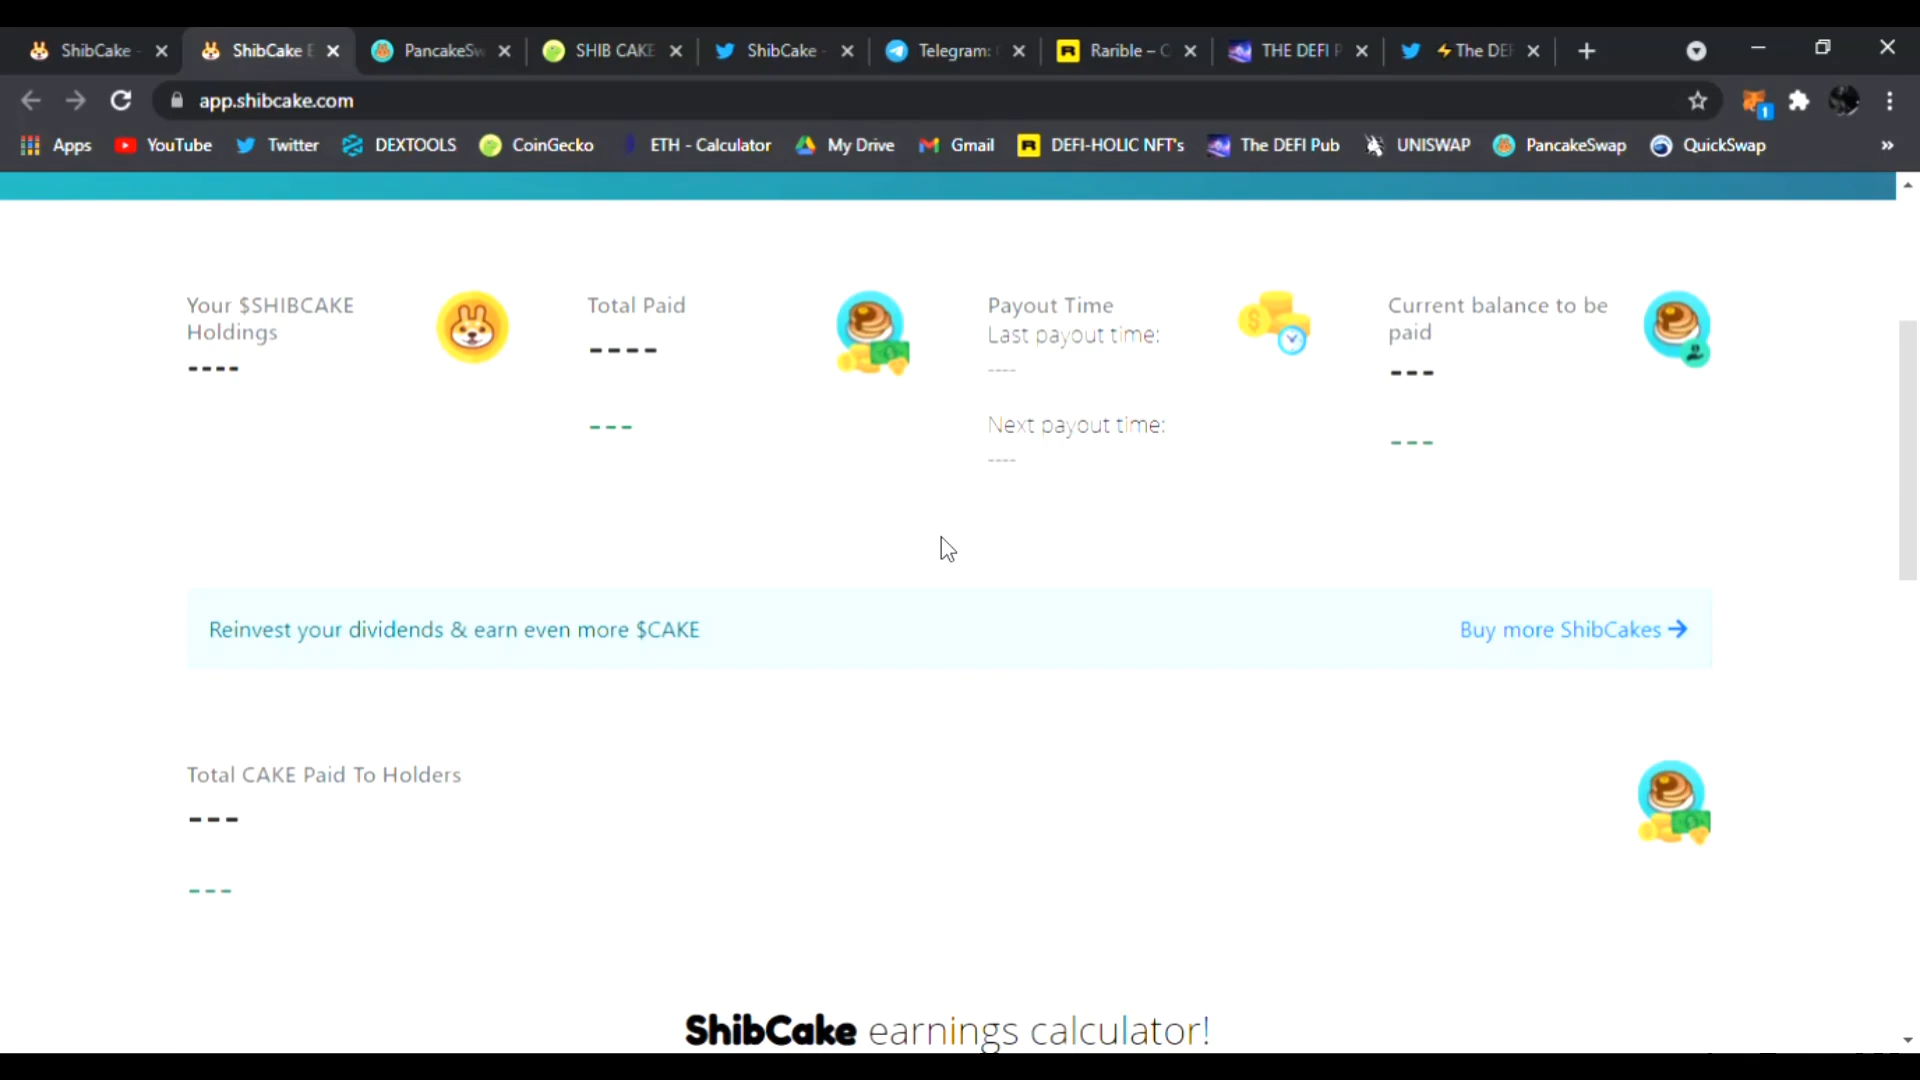 ShibCake -
ShibCake E
PancakeSw
SHIB CAKE
ShibCake -
Telegram:
Rarible – C
THE DEFI P
The DEF
app.shibcake.com
1
Apps
YouTube
Twitter
DEXTOOLS
CoinGecko
ETH - Calculator
My Drive
Gmail
DEFI-HOLIC NFT's
The DEFI Pub
UNISWAP
PancakeSwap
QuickSwap
»
Your $SHIBCAKE
Holdings
----
Total Paid
----
---
Payout Time
Last payout time:
----
Next payout time:
----
Current balance to be
paid
---
---
Reinvest your dividends & earn even more $CAKE
Buy more ShibCakes →
Total CAKE Paid To Holders
---
---
ShibCake earnings calculator!